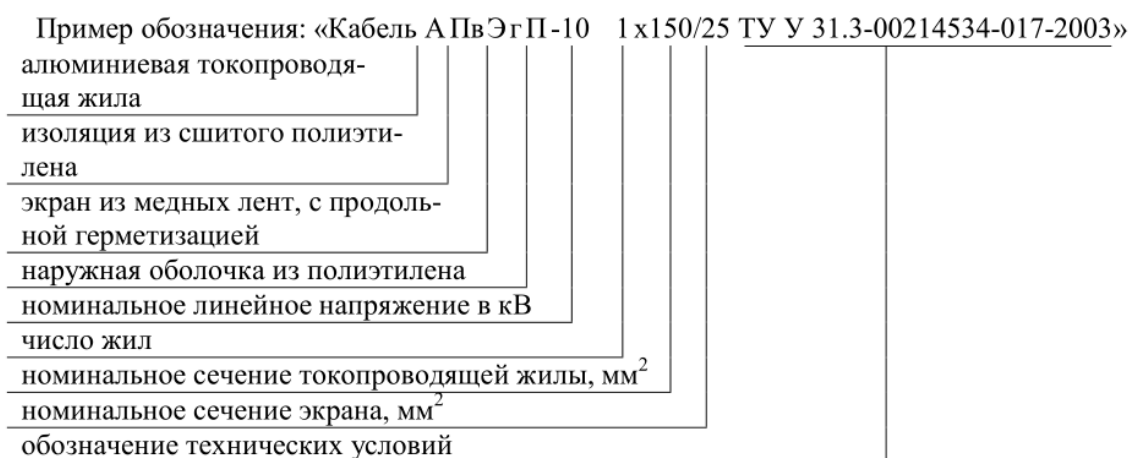 Пример обозначения: «Кабель АПвЭгП-10 1х150/25 ТУ У 31.3-00214534-017-2003»
алюминиевая токопроводя-
щая жила
изоляция из сшитого полиэти-
лена
экран из медных лент, с продоль-
ной герметизацией
наружная оболочка из полиэтилена
номинальное линейное напряжение в кВ
число жил
номинальное сечение токопроводящей жилы, мм²
номинальное сечение экрана, мм²
обозначение технических условий